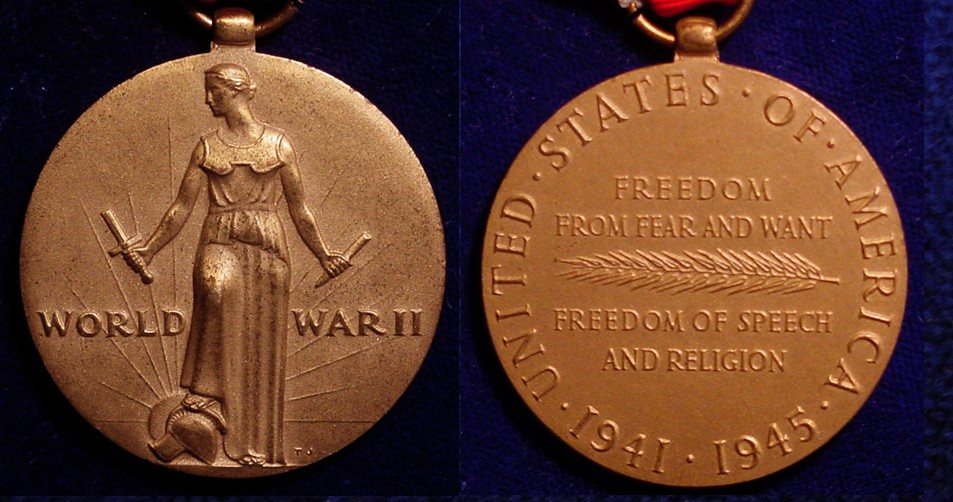 WORLD WAR II
TJ
UNITED · STATES · OF · AMERICA · 1941 · 1945 ·
FREEDOM
FROM FEAR AND WANT
FREEDOM OF SPEECH
AND RELIGION